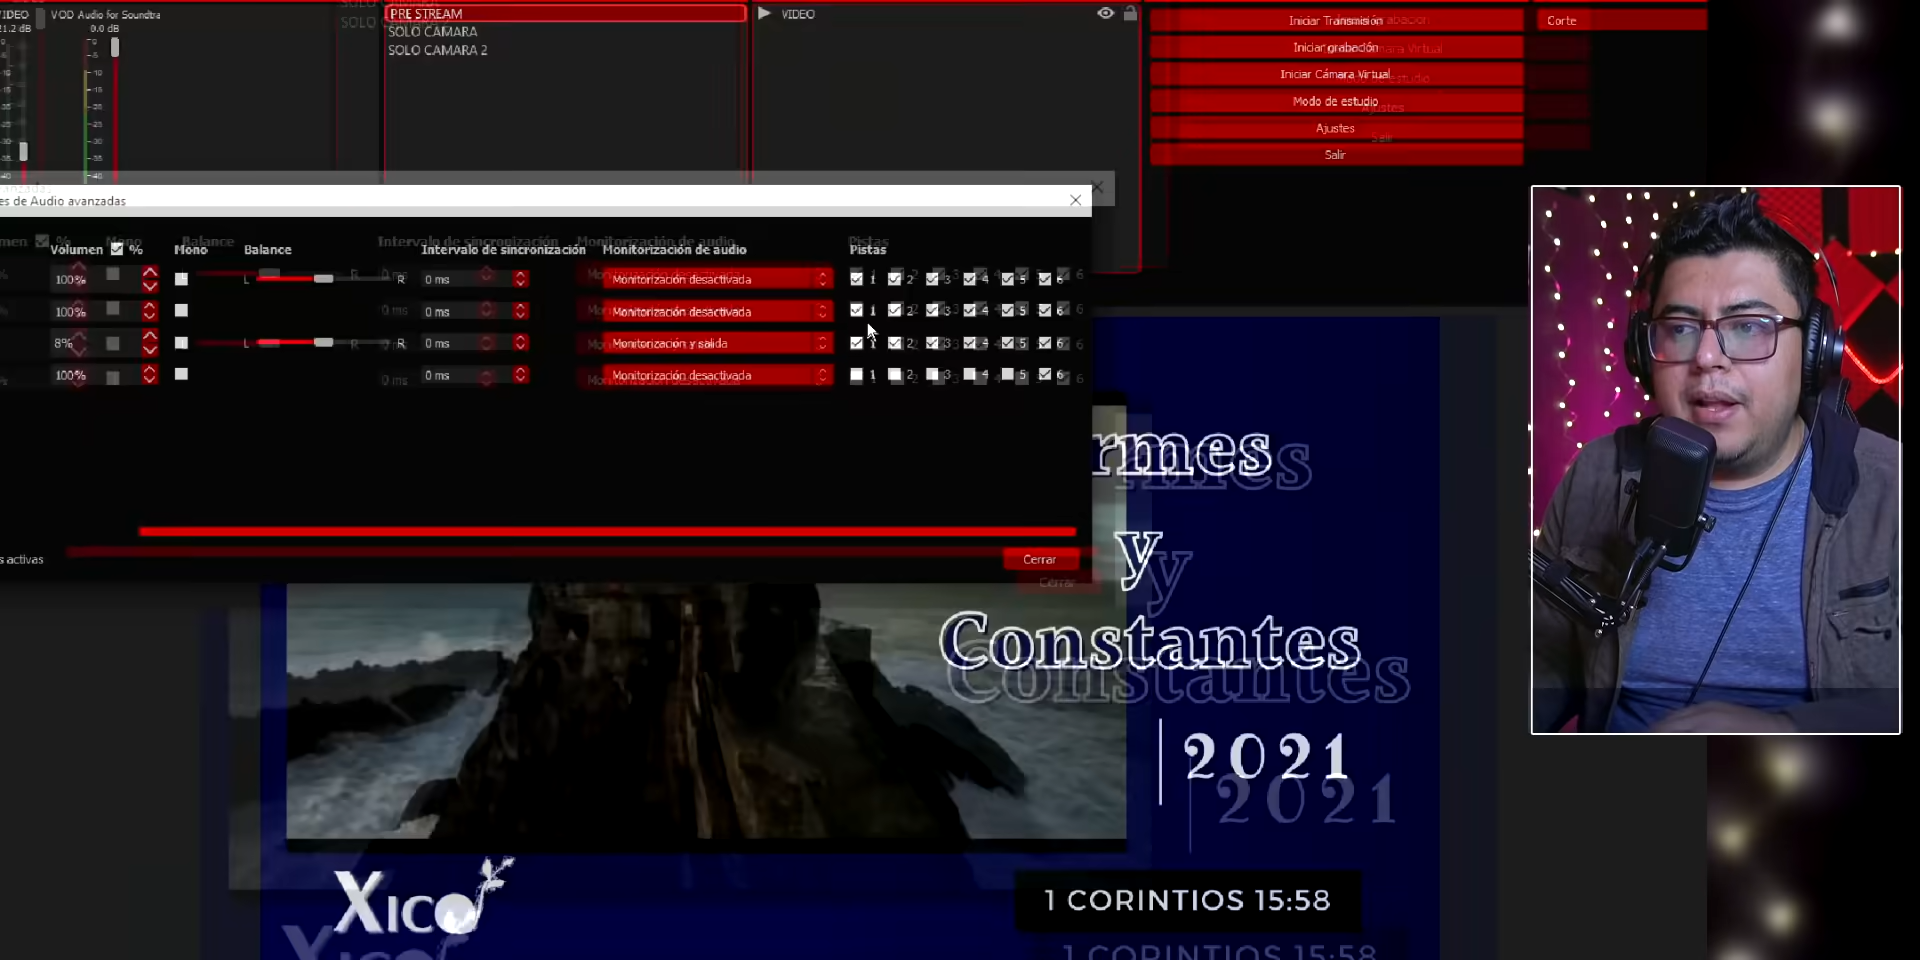 VIDEO
21.2 dB
VOD Audio for Soundtra
0.0 dB
PRE STREAM
SOLO CAMARA
SOLO CAMARA 2
VIDEO
Iniciar Transmisión
Iniciar grabación
Iniciar Cámara Virtual
Modo de estudio
Ajustes
Salir
Corte
es de Audio avanzadas
Volumen %
Mono
Balance
Intervalo de sincronización
Monitorización de audio
Pistas
100% L R 0 ms Monitorización desactivada 1 2 3 4 5 6
100% 0 ms Monitorización desactivada 1 2 3 4 5 6
8% L R 0 ms Monitorización y salida 1 2 3 4 5 6
100% 0 ms Monitorización desactivada 1 2 3 4 5 6
s activas
Cerrar
rmes
y
Constantes
2021
XICO
1 CORINTIOS 15:58